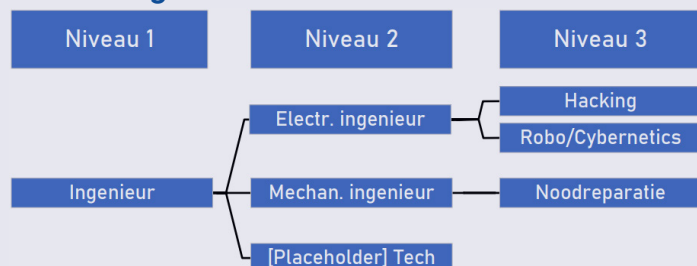 Niveau 1
Niveau 2
Niveau 3
Ingenieur
Electr. ingenieur
Mechan. ingenieur
[Placeholder] Tech
Hacking
Robo/Cybernetics
Noodreparatie